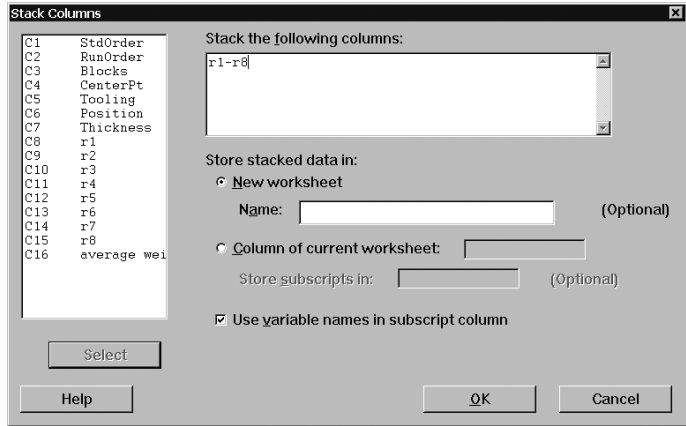 Stack Columns
C1 StdOrder
C2 RunOrder
C3 Blocks
C4 CenterPt
C5 Tooling
C6 Position
C7 Thickness
C8 r1
C9 r2
C10 r3
C11 r4
C12 r5
C13 r6
C14 r7
C15 r8
C16 average wei
Select
Help
Stack the following columns:
r1-r8
Store stacked data in:
New worksheet
Name: (Optional)
Column of current worksheet:
Store subscripts in: (Optional)
Use variable names in subscript column
OK Cancel